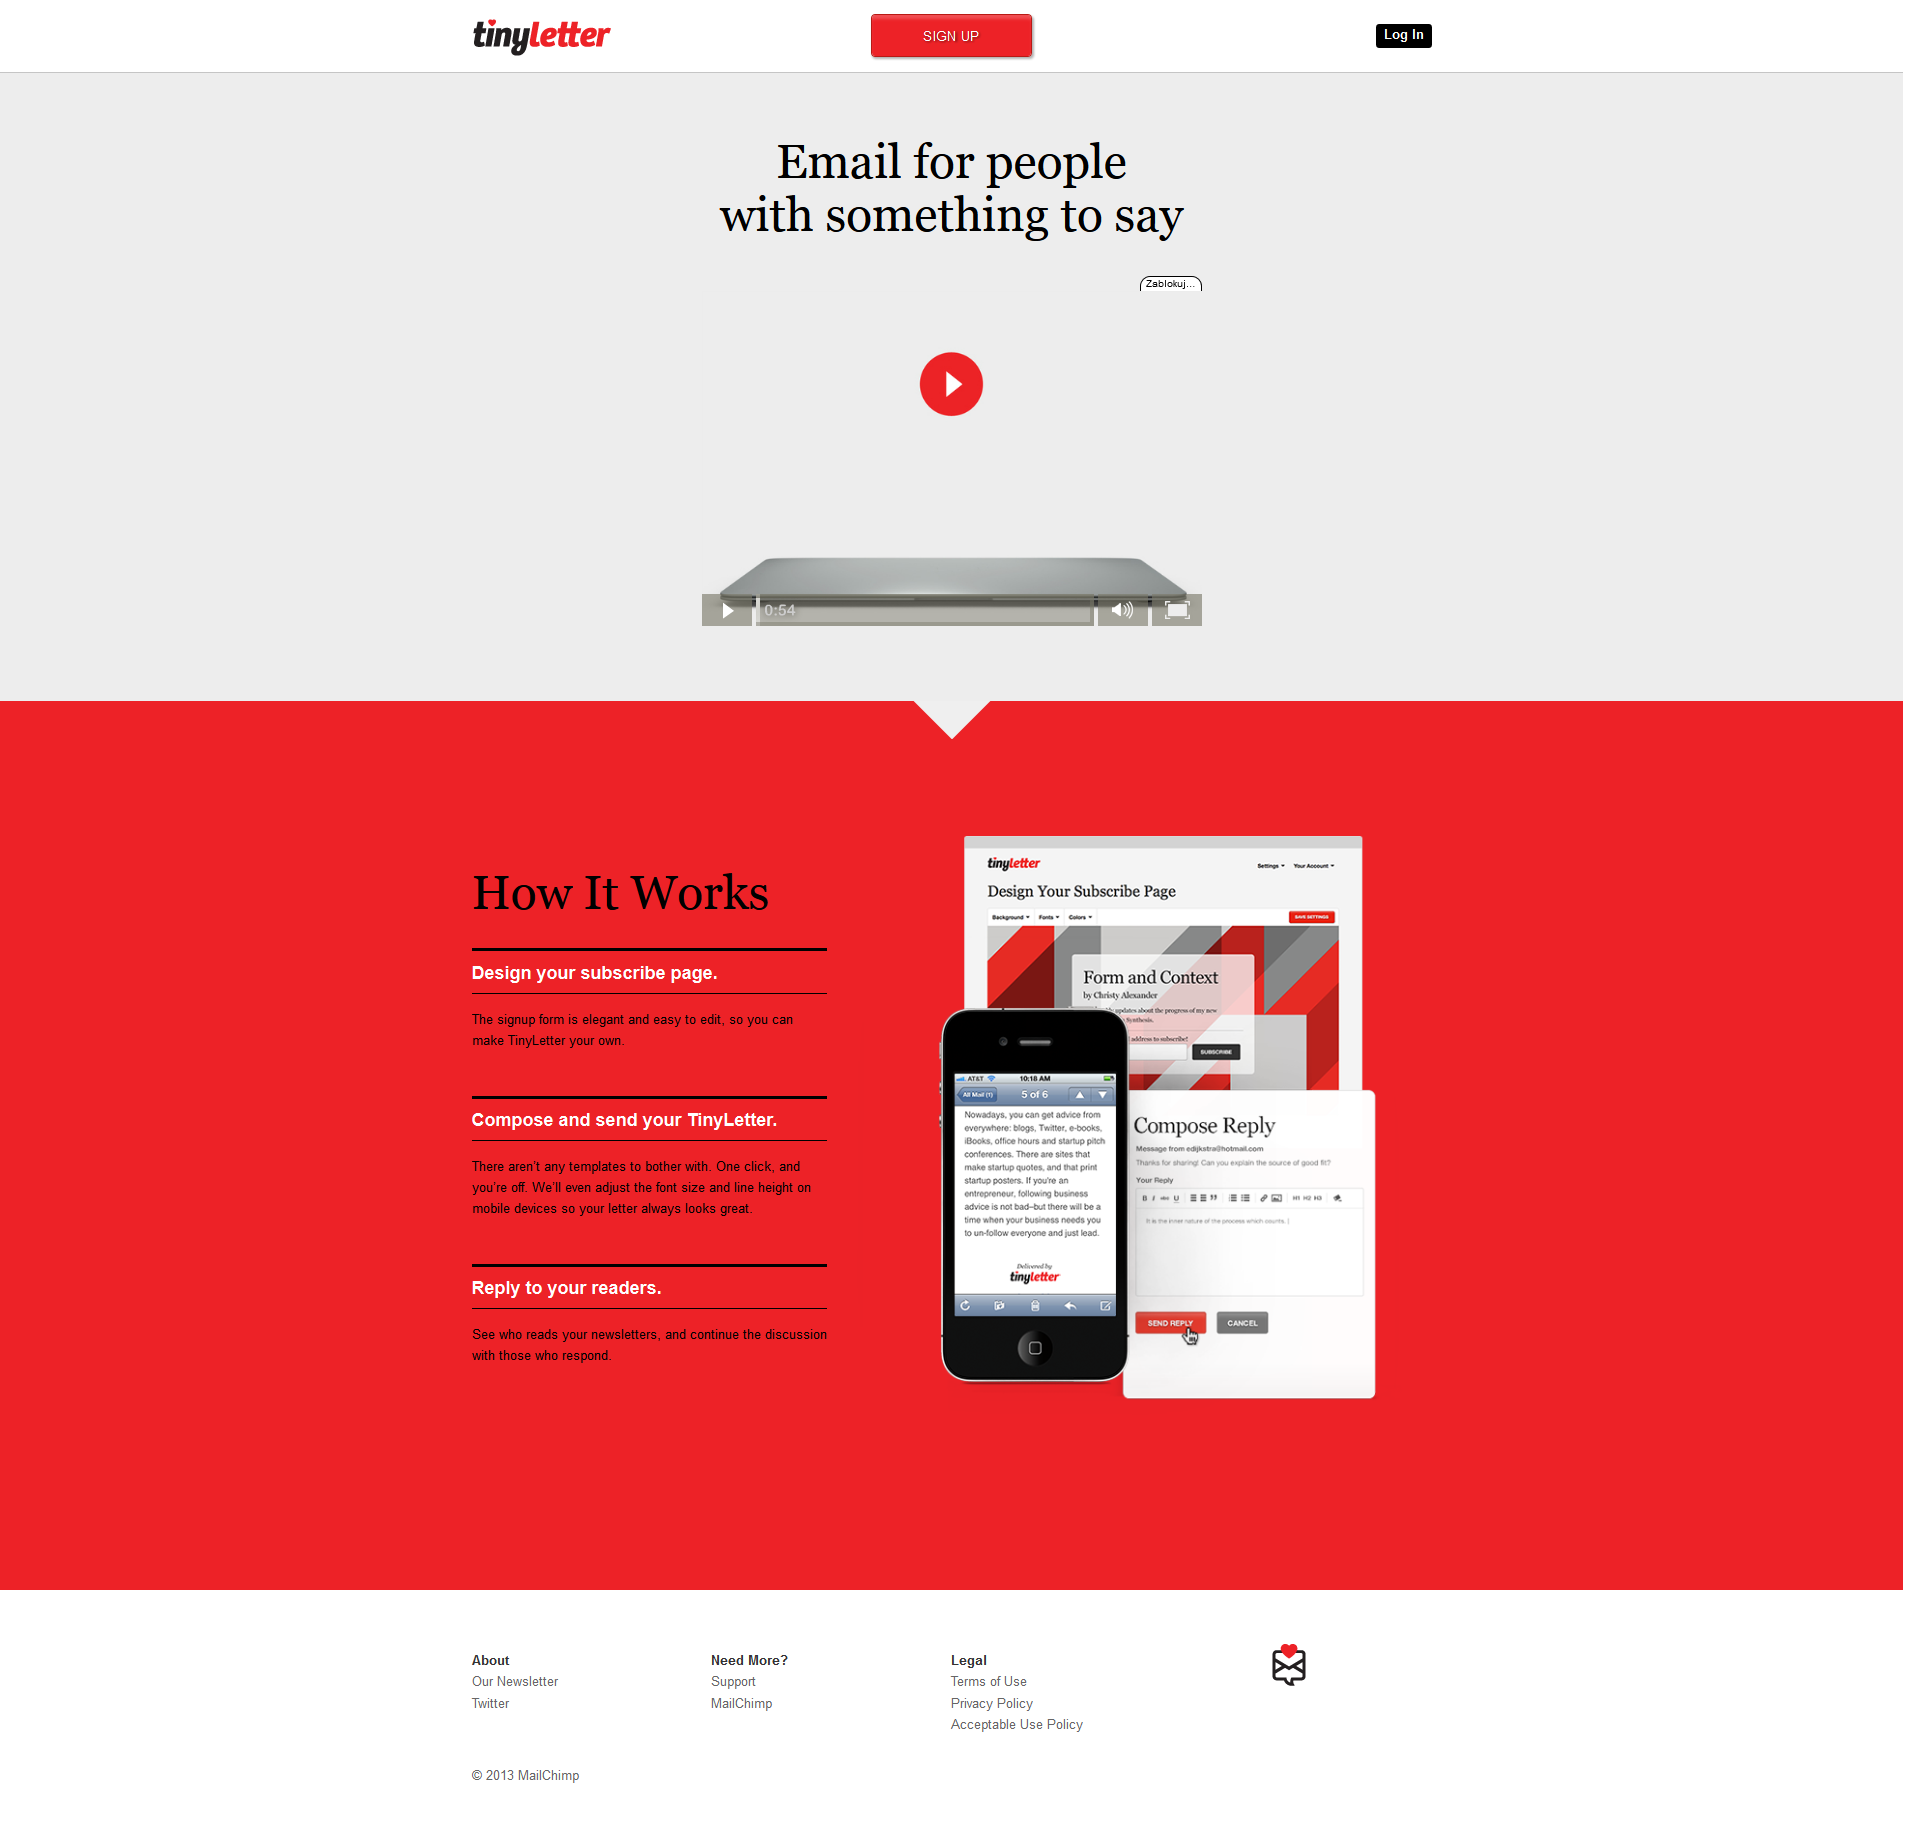 tinyletter
SIGN UP
Log In
Email for people
with something to say
Zablokuj...
0:54
How It Works
Design your subscribe page.
The signup form is elegant and easy to edit, so you can
make TinyLetter your own.
Compose and send your TinyLetter.
There aren't any templates to bother with. One click, and
you're off. We'll even adjust the font size and line height on
mobile devices so your letter always looks great.
Reply to your readers.
See who reads your newsletters, and continue the discussion
with those who respond.
tinyletter
Settings
Your Account
Design Your Subscribe Page
Background
Fonts
Colors
SAVE SETTINGS
Form and Context
by Christy Alexander
updates about the progress of my new
Synthesis.
address to subscribe!
SUBSCRIBE
AT&T
10:18 AM
All Mail (1)
5 of 6
Nowadays, you can get advice from
everywhere: blogs, Twitter, e-books,
iBooks, office hours and startup pitch
conferences. There are sites that
make startup quotes, and that print
startup posters. If you're an
entrepreneur, following business
advice is not bad–but there will be a
time when your business needs you
to un-follow everyone and just lead.
Delivered by
tinyletter
Compose Reply
Message from edijkstra@hotmail.com
Thanks for sharing! Can you explain the source of good fit?
Your Reply
B I abc U
H1 H2 H3
It is the inner nature of the process which counts.
SEND REPLY
CANCEL
About
Our Newsletter
Twitter
Need More?
Support
MailChimp
Legal
Terms of Use
Privacy Policy
Acceptable Use Policy
© 2013 MailChimp